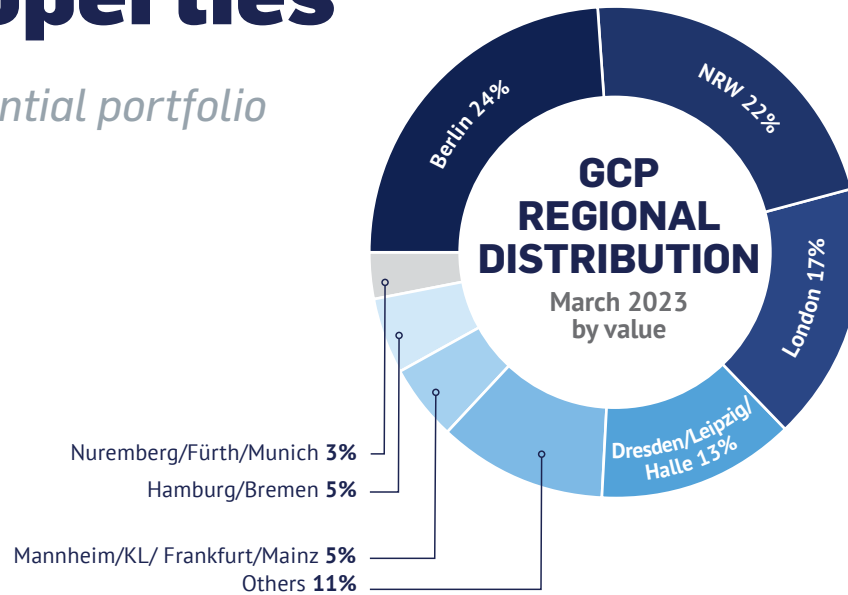 ntial portfolio
Berlin 24%
NRW 22%
GCP
REGIONAL
DISTRIBUTION
March 2023
by value
London 17%
Dresden/Leipzig/
Halle 13%
Nuremberg/Fürth/Munich 3%
Hamburg/Bremen 5%
Mannheim/KL/ Frankfurt/Mainz 5%
Others 11%